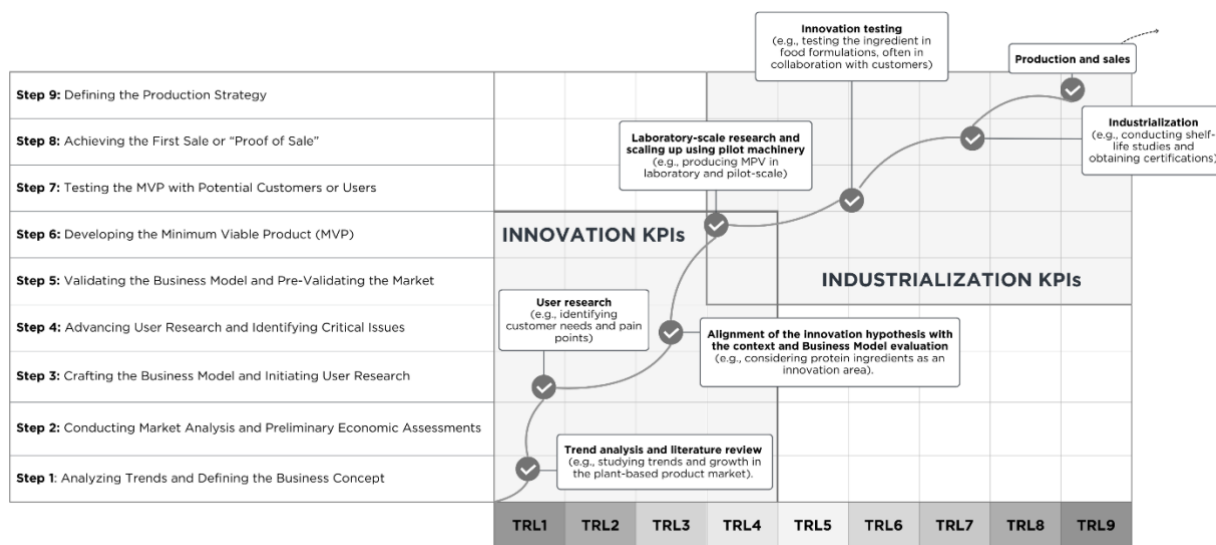 Innovation testing
(e.g., testing the ingredient in
food formulations, often in
collaboration with customers)
Production and sales
Step 9: Defining the Production Strategy
Industrialization
(e.g., conducting shelf-
life studies and
obtaining certifications)
Step 8: Achieving the First Sale or “Proof of Sale”
Laboratory-scale research and
scaling up using pilot machinery
(e.g., producing MPV in
laboratory and pilot-scale)
Step 7: Testing the MVP with Potential Customers or Users
Step 6: Developing the Minimum Viable Product (MVP)
INNOVATION KPIs
Step 5: Validating the Business Model and Pre-Validating the Market
INDUSTRIALIZATION KPIs
User research
(e.g., identifying
customer needs and pain
points)
Step 4: Advancing User Research and Identifying Critical Issues
Alignment of the innovation hypothesis with
the context and Business Model evaluation
(e.g., considering protein ingredients as an
innovation area).
Step 3: Crafting the Business Model and Initiating User Research
Step 2: Conducting Market Analysis and Preliminary Economic Assessments
Trend analysis and literature review
(e.g., studying trends and growth in
the plant-based product market).
Step 1: Analyzing Trends and Defining the Business Concept
TRL1 TRL2 TRL3 TRL4 TRL5 TRL6 TRL7 TRL8 TRL9